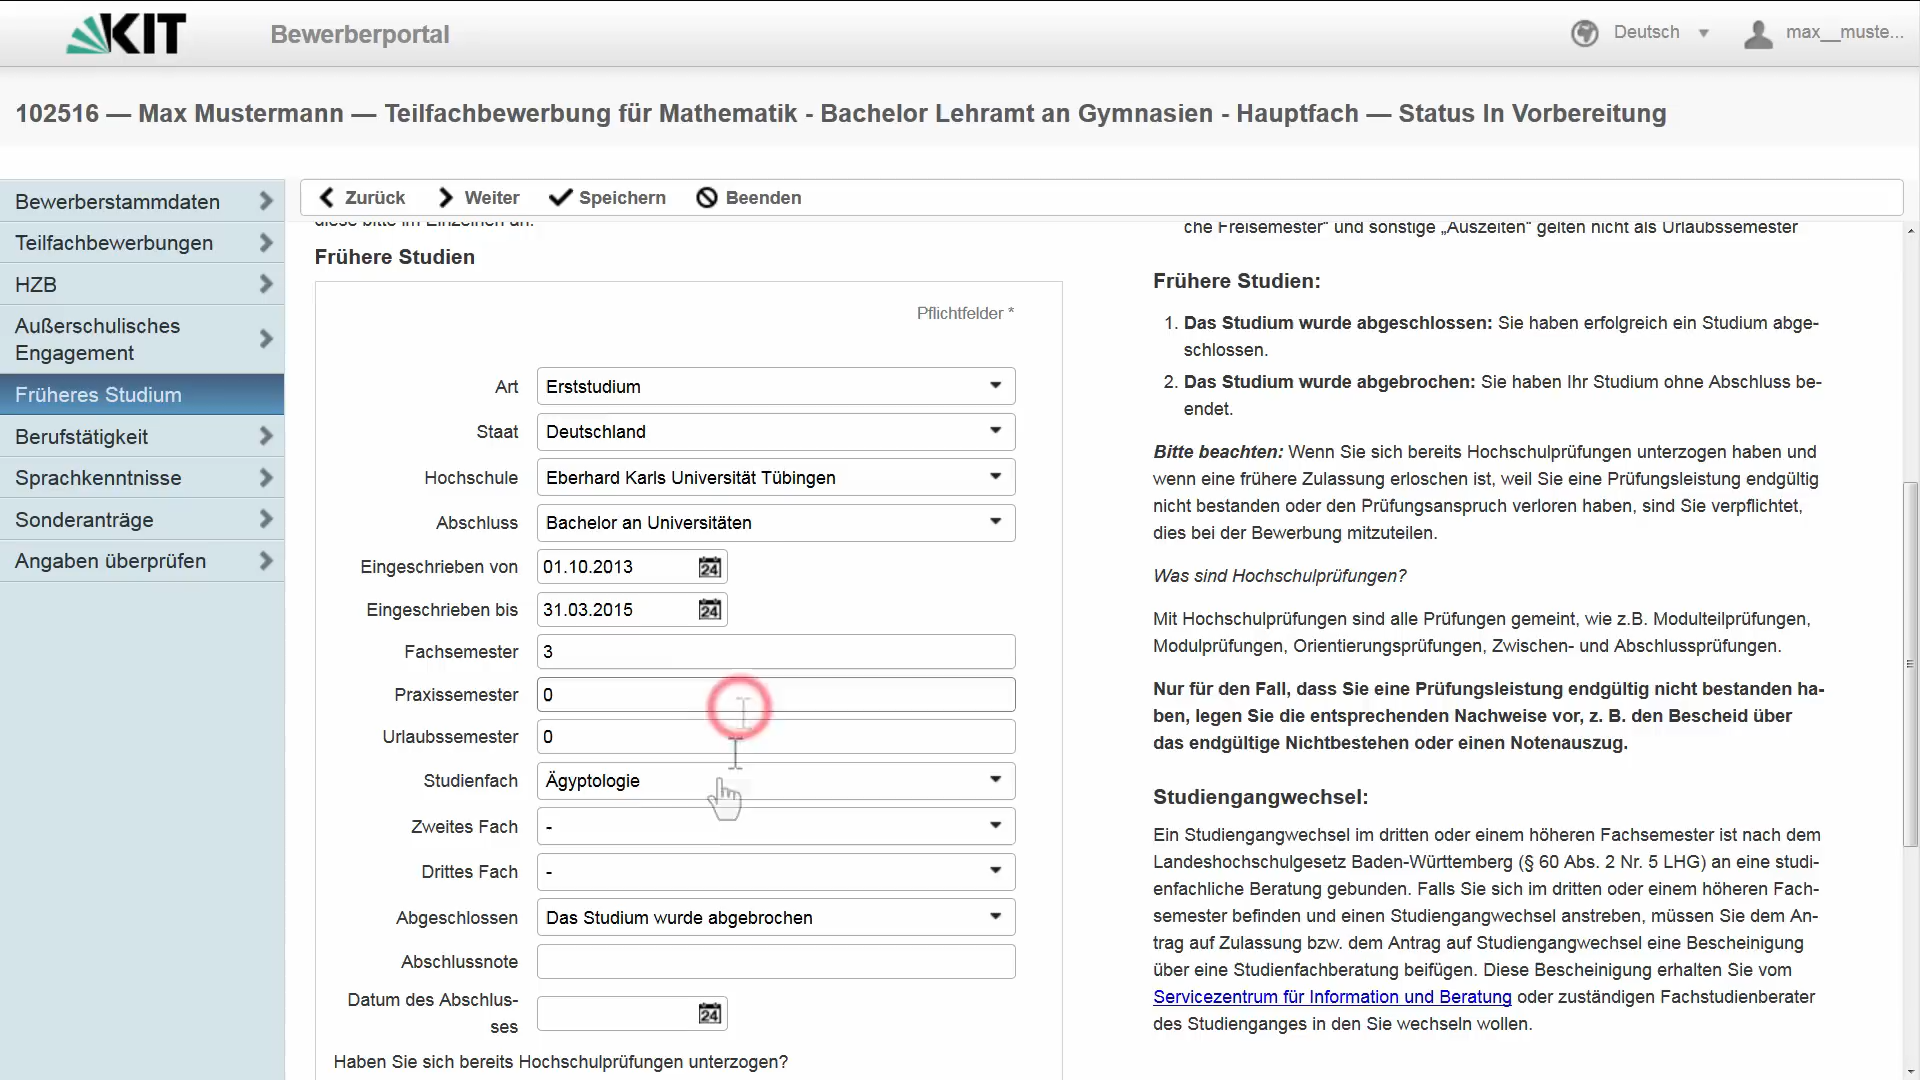 KIT
Bewerberportal
Deutsch
max__muste...
102516 — Max Mustermann — Teilfachbewerbung für Mathematik - Bachelor Lehramt an Gymnasien - Hauptfach — Status In Vorbereitung
Bewerberstammdaten
Teilfachbewerbungen
HZB
Außerschulisches
Engagement
Früheres Studium
Berufstätigkeit
Sprachkenntnisse
Sonderanträge
Angaben überprüfen
Zurück
Weiter
Speichern
Beenden
diese bitte im Einzelnen an.
Frühere Studien
Pflichtfelder *
Art
Erststudium
Staat
Deutschland
Hochschule
Eberhard Karls Universität Tübingen
Abschluss
Bachelor an Universitäten
Eingeschrieben von
01.10.2013
24
Eingeschrieben bis
31.03.2015
24
Fachsemester
3
Praxissemester
0
Urlaubssemester
0
Studienfach
Ägyptologie
Zweites Fach
-
Drittes Fach
-
Abgeschlossen
Das Studium wurde abgebrochen
Abschlussnote
Datum des Abschlus-
ses
24
Haben Sie sich bereits Hochschulprüfungen unterzogen?
che Freisemester“ und sonstige „Auszeiten“ gelten nicht als Urlaubssemester
Frühere Studien:
1. Das Studium wurde abgeschlossen: Sie haben erfolgreich ein Studium abge-
schlossen.
2. Das Studium wurde abgebrochen: Sie haben Ihr Studium ohne Abschluss be-
endet.
Bitte beachten: Wenn Sie sich bereits Hochschulprüfungen unterzogen haben und
wenn eine frühere Zulassung erloschen ist, weil Sie eine Prüfungsleistung endgültig
nicht bestanden oder den Prüfungsanspruch verloren haben, sind Sie verpflichtet,
dies bei der Bewerbung mitzuteilen.
Was sind Hochschulprüfungen?
Mit Hochschulprüfungen sind alle Prüfungen gemeint, wie z.B. Modulteilprüfungen,
Modulprüfungen, Orientierungsprüfungen, Zwischen- und Abschlussprüfungen.
Nur für den Fall, dass Sie eine Prüfungsleistung endgültig nicht bestanden ha-
ben, legen Sie die entsprechenden Nachweise vor, z. B. den Bescheid über
das endgültige Nichtbestehen oder einen Notenauszug.
Studiengangwechsel:
Ein Studiengangwechsel im dritten oder einem höheren Fachsemester ist nach dem
Landeshochschulgesetz Baden-Württemberg (§ 60 Abs. 2 Nr. 5 LHG) an eine studi-
enfachliche Beratung gebunden. Falls Sie sich im dritten oder einem höheren Fach-
semester befinden und einen Studiengangwechsel anstreben, müssen Sie dem An-
trag auf Zulassung bzw. dem Antrag auf Studiengangwechsel eine Bescheinigung
über eine Studienfachberatung beifügen. Diese Bescheinigung erhalten Sie vom
Servicezentrum für Information und Beratung oder zuständigen Fachstudienberater
des Studienganges in den Sie wechseln wollen.